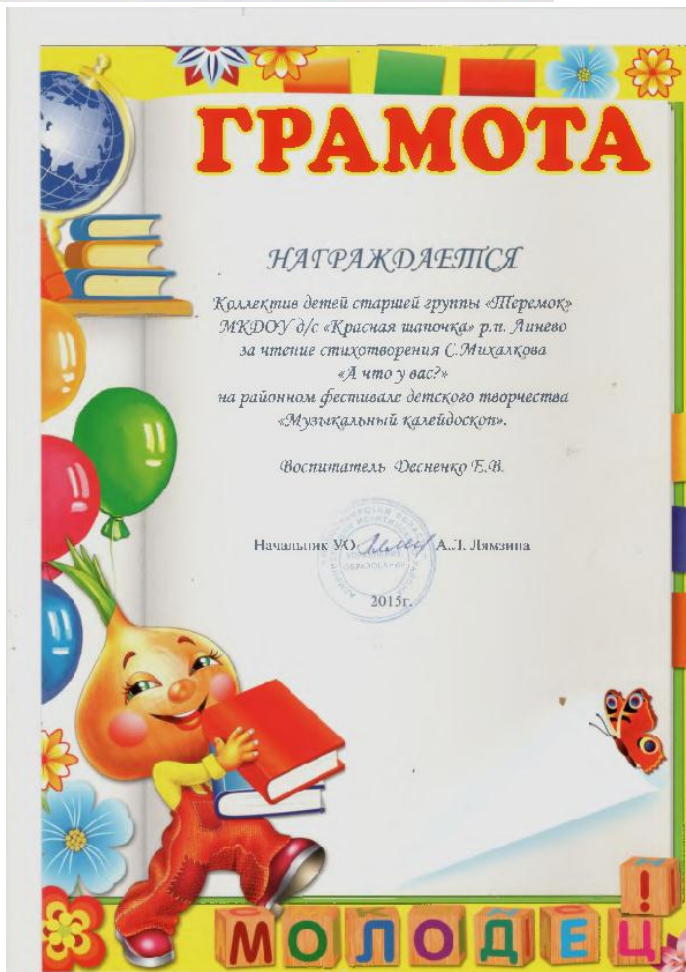 ГРАМОТА
НАГРАЖДАЕТСЯ
Коллектив детей старшей группы «Теремок»
МКДОУ д/с «Красная шапочка» р.п. Линево
за чтение стихотворения С.Михалкова
«А что у вас?»
на районном фестивале детского творчества
«Музыкальный калейдоскоп».
Воспитатель Десненко Е.В.
Начальник УО А.Л. Лямзина
ОБРАЗОВАНИЯ
2015г.
!
МОЛОДЕЦ